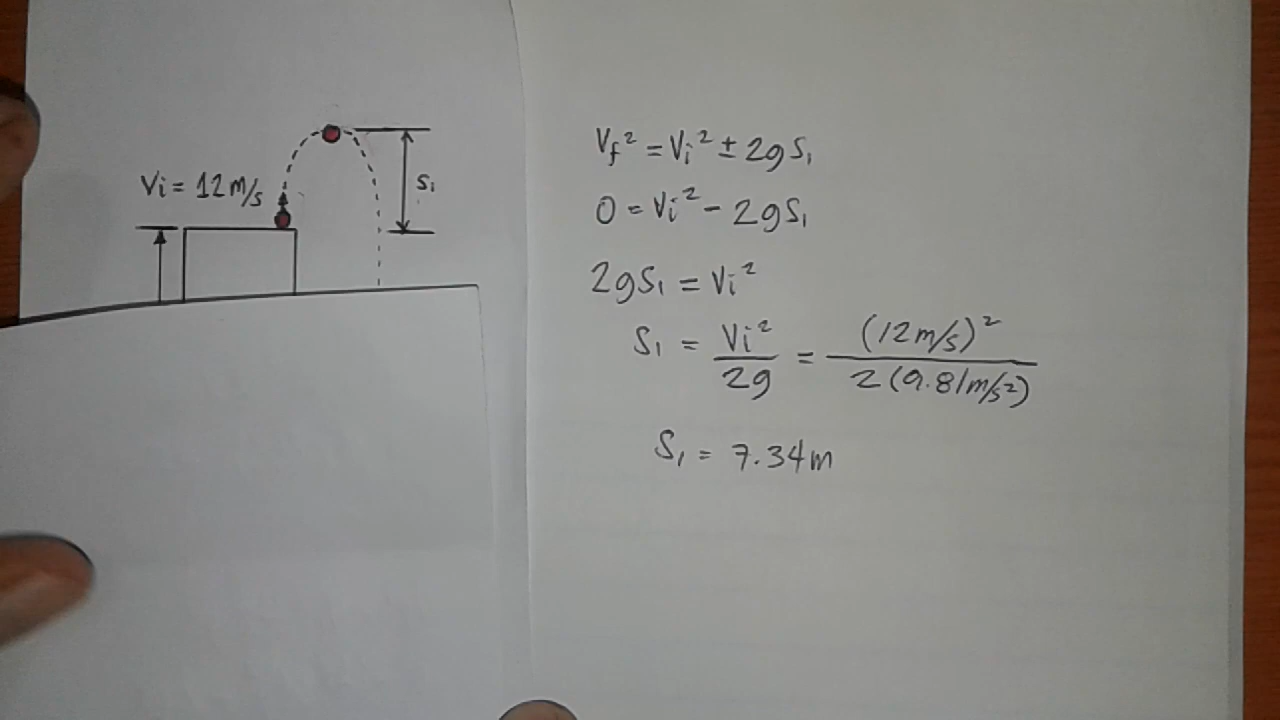 Vi = 12m/s
S₁
Vf² = Vi² ± 2gS₁
0 = Vi² - 2gS₁
2gS₁ = Vi²
S₁ = Vi²/2g = (12m/s)²/2(9.81m/s²)
S₁ = 7.34m